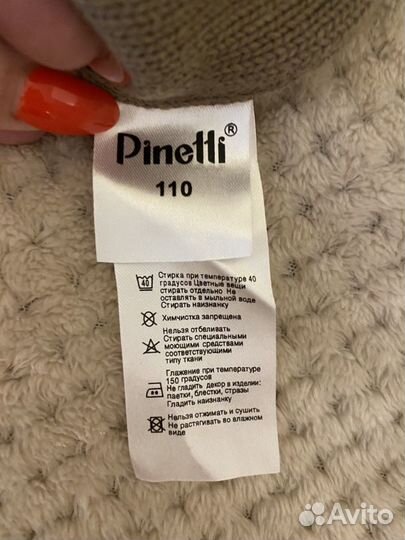 Pinetti®
110
40
Стирка при температуре 40
градусов Цветные вещи
стирать отдельно Не
оставлять в мыльной воде
Стирать наизнанку
Химчистка запрещена
Нельзя отбеливать
Стирать специальными
моющими средствами
соответствующими
типу ткани
Глажение при температуре
150 градусов
Не гладить декор в изделии:
паетки, блестки, стразы
Гладить наизнанку
Нельзя отжимать и сушить
Не растягивать во влажном
виде
Avito